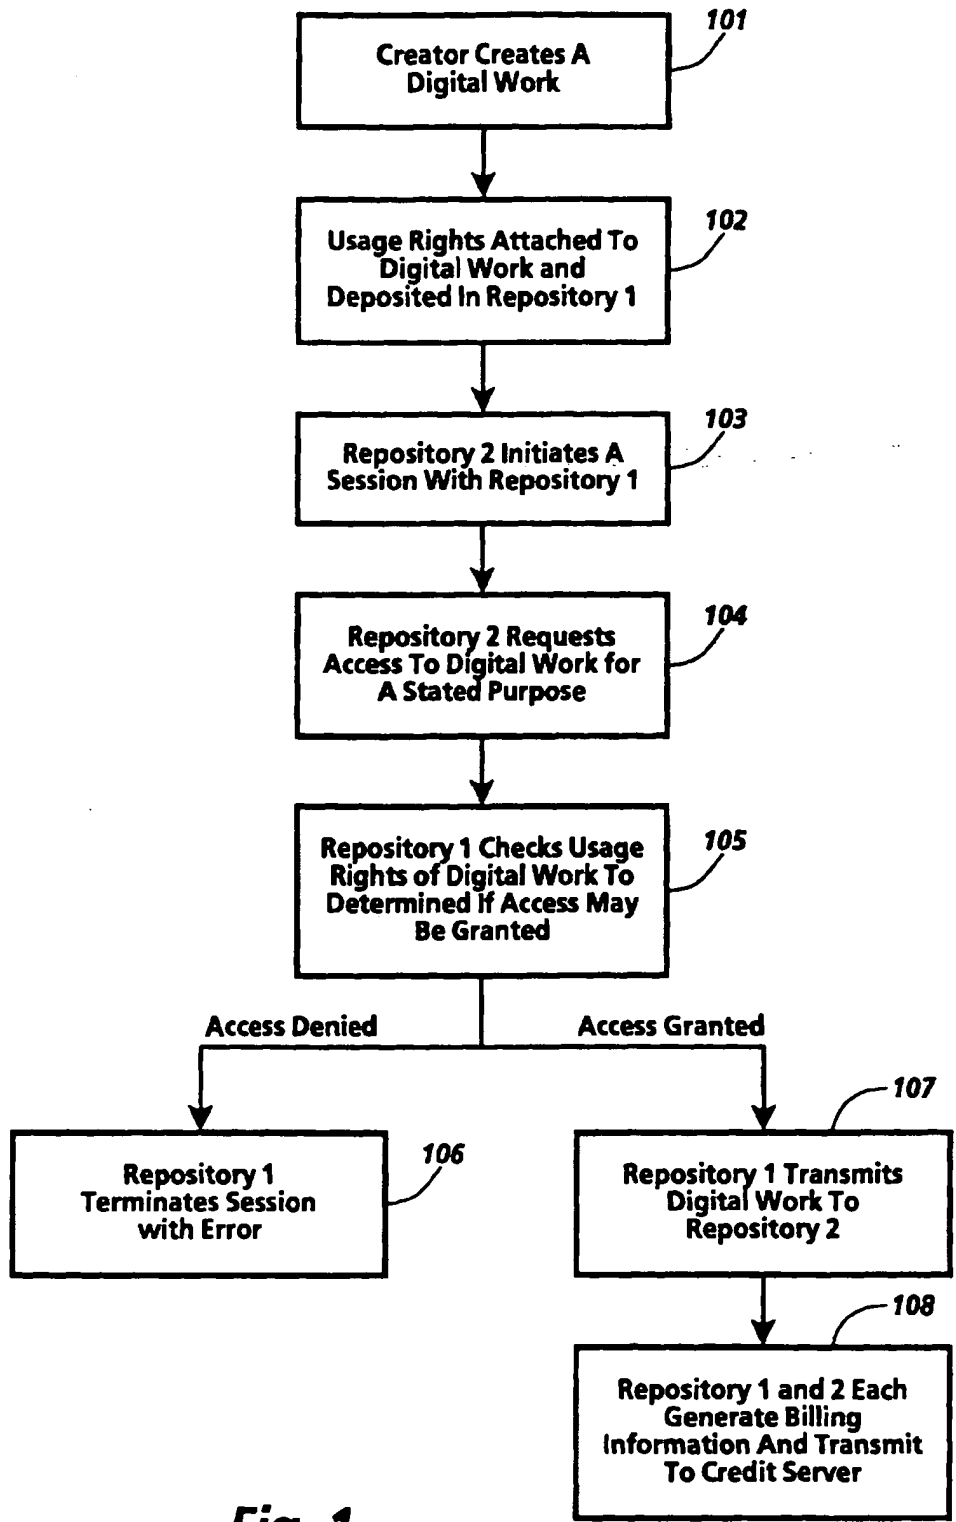 101
Creator Creates A
Digital Work
102
Usage Rights Attached To
Digital Work and
Deposited In Repository 1
103
Repository 2 Initiates A
Session With Repository 1
104
Repository 2 Requests
Access To Digital Work for
A Stated Purpose
105
Repository 1 Checks Usage
Rights of Digital Work To
Determined If Access May
Be Granted
Access Denied
Access Granted
106
Repository 1
Terminates Session
with Error
107
Repository 1 Transmits
Digital Work To
Repository 2
108
Repository 1 and 2 Each
Generate Billing
Information And Transmit
To Credit Server
Fig. 1